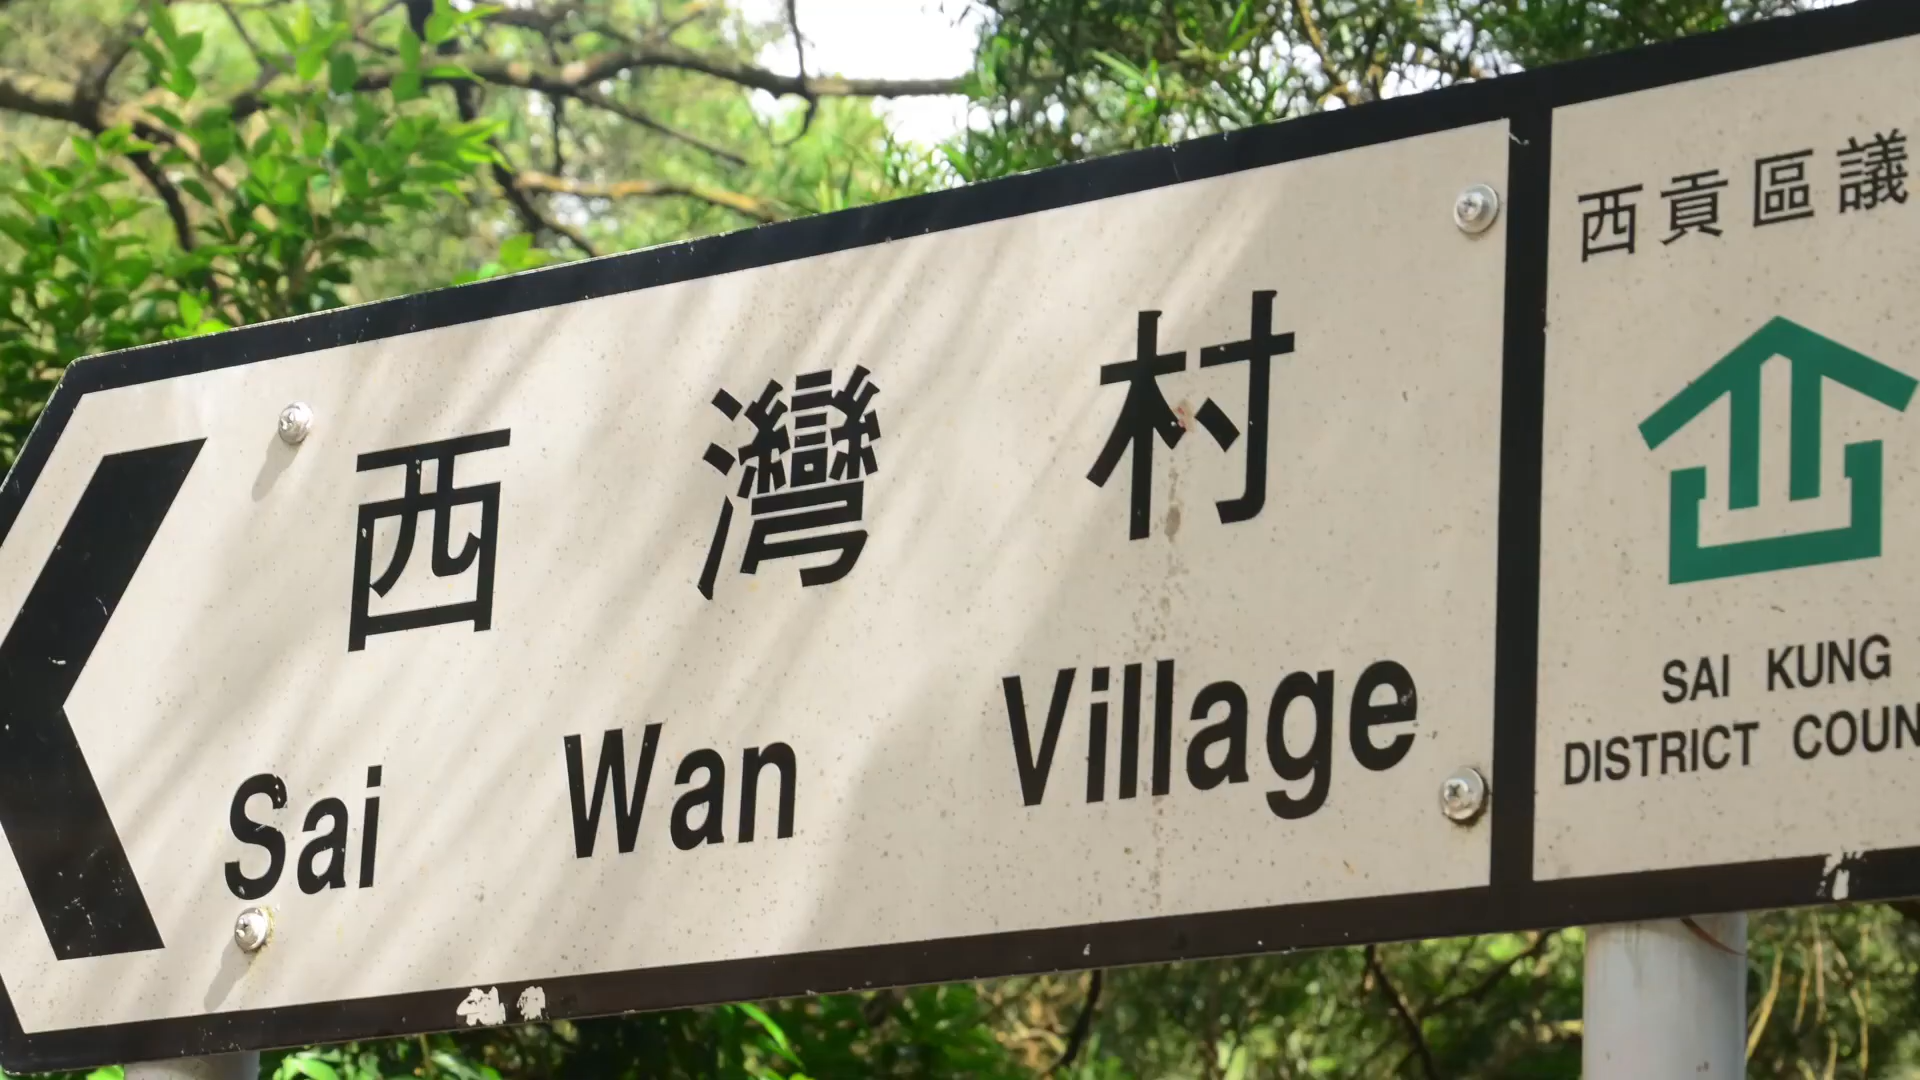 西灣村
Sai Wan Village
西貢區議
SAI KUNG
DISTRICT COUN